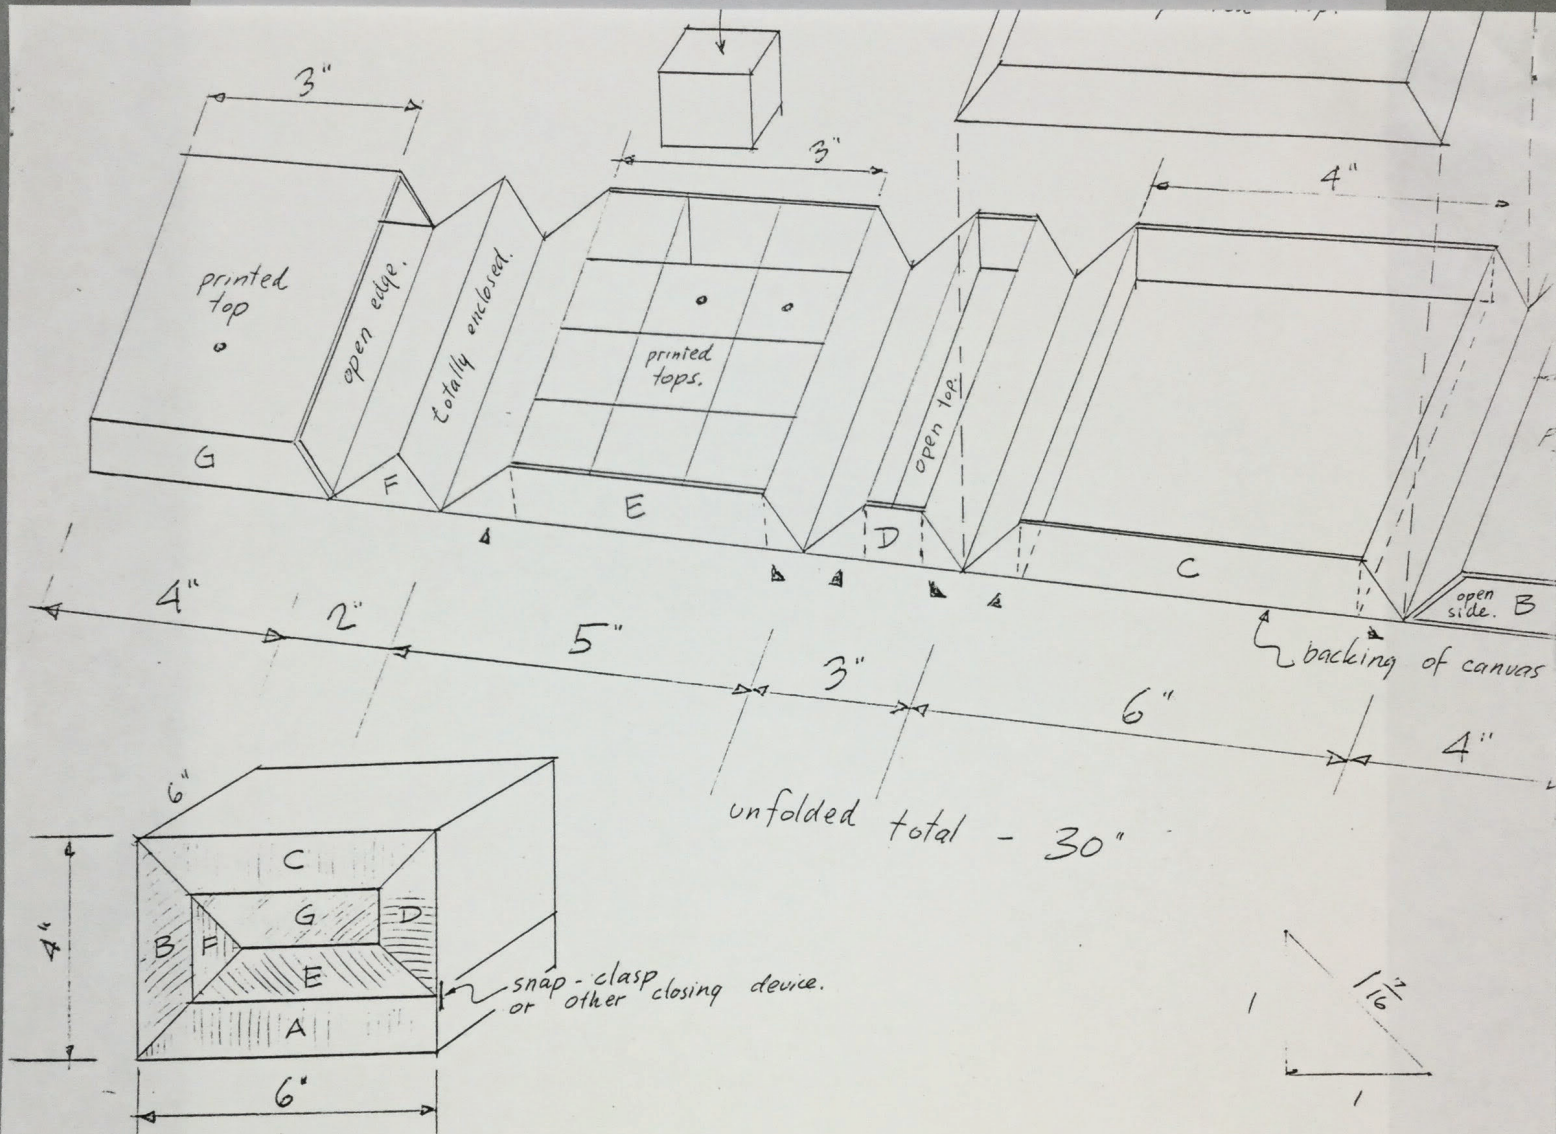 3"
3"
4"
printed
top
open edge.
totally enclosed.
printed
tops.
open top.
G
F
E
D
C
open
side.
B
backing of canvas
4"
2"
5"
3"
6"
4"
unfolded total - 30"
6"
4"
C
G
D
B
F
E
A
snap-clasp
or other closing device.
6"
1
1